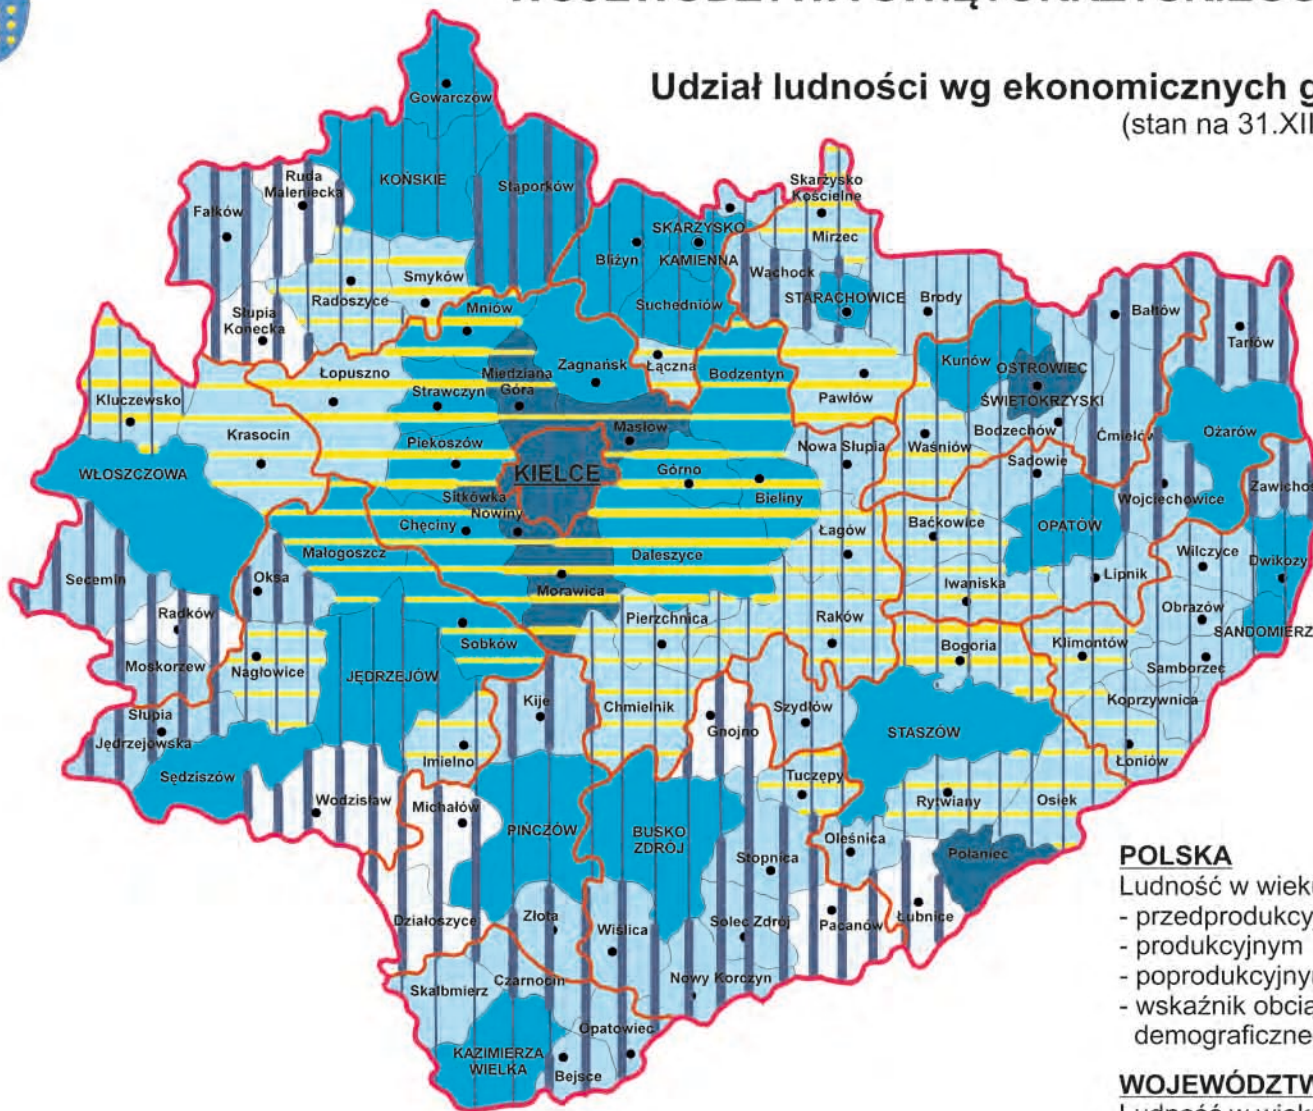 Udział ludności wg ekonomicznych g
(stan na 31.XII
Gowarczów
Ruda
Maleniecka
KOŃSKIE
Stąporków
Skarżysko
Kościelne
Fałków
SKARŻYSKO
KAMIENNA
Mirzec
Bliżyn
Smyków
Wąchock
Radoszyce
Suchedniów
STARACHOWICE
Brody
Bałtów
Słupia
Konecka
Mniów
Tarłów
Łopuszno
Miedziana
Góra
Zagnańsk
Łączna
Bodzentyn
Kunów
OSTROWIEC
ŚWIĘTOKRZYSKI
Kluczewsko
Strawczyn
Pawłów
Krasocin
Piekoszów
Masłów
Nowa Słupia
Waśniów
Bodzechów
Ćmielów
Ożarów
WŁOSZCZOWA
KIELCE
Górno
Bieliny
Sadowie
Wojciechowice
Zawichos
Sitkówka
Nowiny
Chęciny
Łagów
Baćkowice
OPATÓW
Małogoszcz
Daleszyce
Wilczyce
Dwikozy
Secemin
Oksa
Morawica
Iwaniska
Lipnik
Radków
Pierzchnica
Raków
Obrazów
SANDOMIERZ
Sobków
Bogoria
Klimontów
Moskorzew
Nagłowice
JĘDRZEJÓW
Samborzec
Kije
Chmielnik
Szydłów
Koprzywnica
Słupia
Jędrzejowska
Gnojno
STASZÓW
Imielno
Łoniów
Sędziszów
Tuczępy
Wodzisław
Michałów
Rytwiany
Osiek
PIŃCZÓW
BUSKO
ZDRÓJ
Oleśnica
Stopnica
Połaniec
Działoszyce
Złota
Solec Zdrój
Pacanów
Łubnice
Wiślica
Czarnocin
Nowy Korczyn
Skalbmierz
Opatowiec
KAZIMIERZA
WIELKA
Bejsce
POLSKA
Ludność w wieku
- przedprodukcy
- produkcyjnym
- poprodukcyjny
- wskaźnik obcią
demograficzne
WOJEWÓDZTW